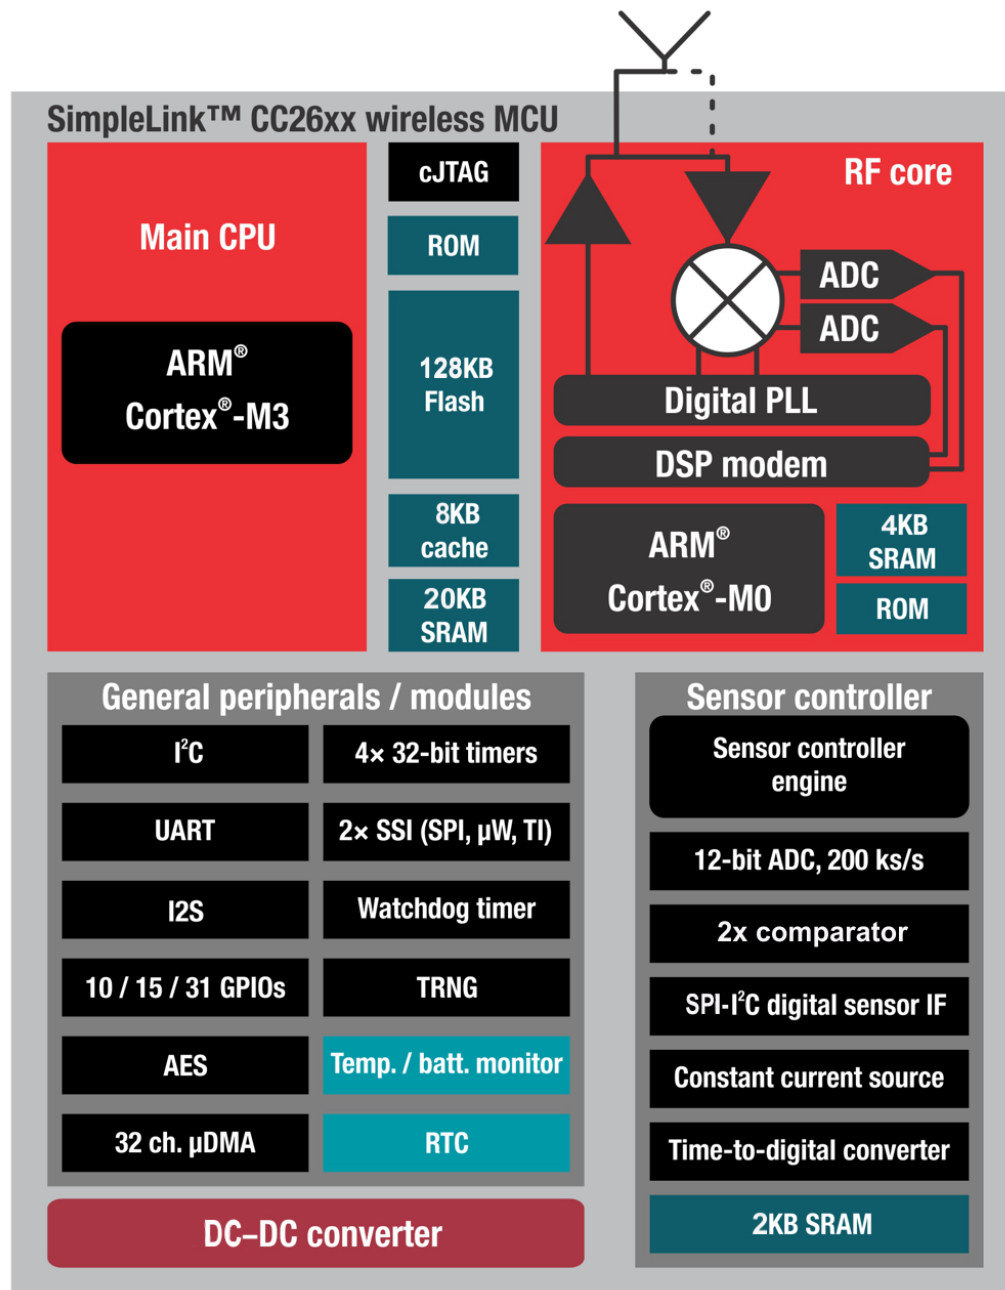 SimpleLink™ CC26xx wireless MCU
Main CPU
ARM®
Cortex®-M3
cJTAG
ROM
128KB
Flash
8KB
cache
20KB
SRAM
RF core
ADC
ADC
Digital PLL
DSP modem
ARM®
Cortex®-M0
4KB
SRAM
ROM
General peripherals / modules
I²C
4× 32-bit timers
UART
2× SSI (SPI, µW, TI)
I2S
Watchdog timer
10 / 15 / 31 GPIOs
TRNG
AES
Temp. / batt. monitor
32 ch. µDMA
RTC
Sensor controller
Sensor controller
engine
12-bit ADC, 200 ks/s
2x comparator
SPI-I²C digital sensor IF
Constant current source
Time-to-digital converter
2KB SRAM
DC–DC converter